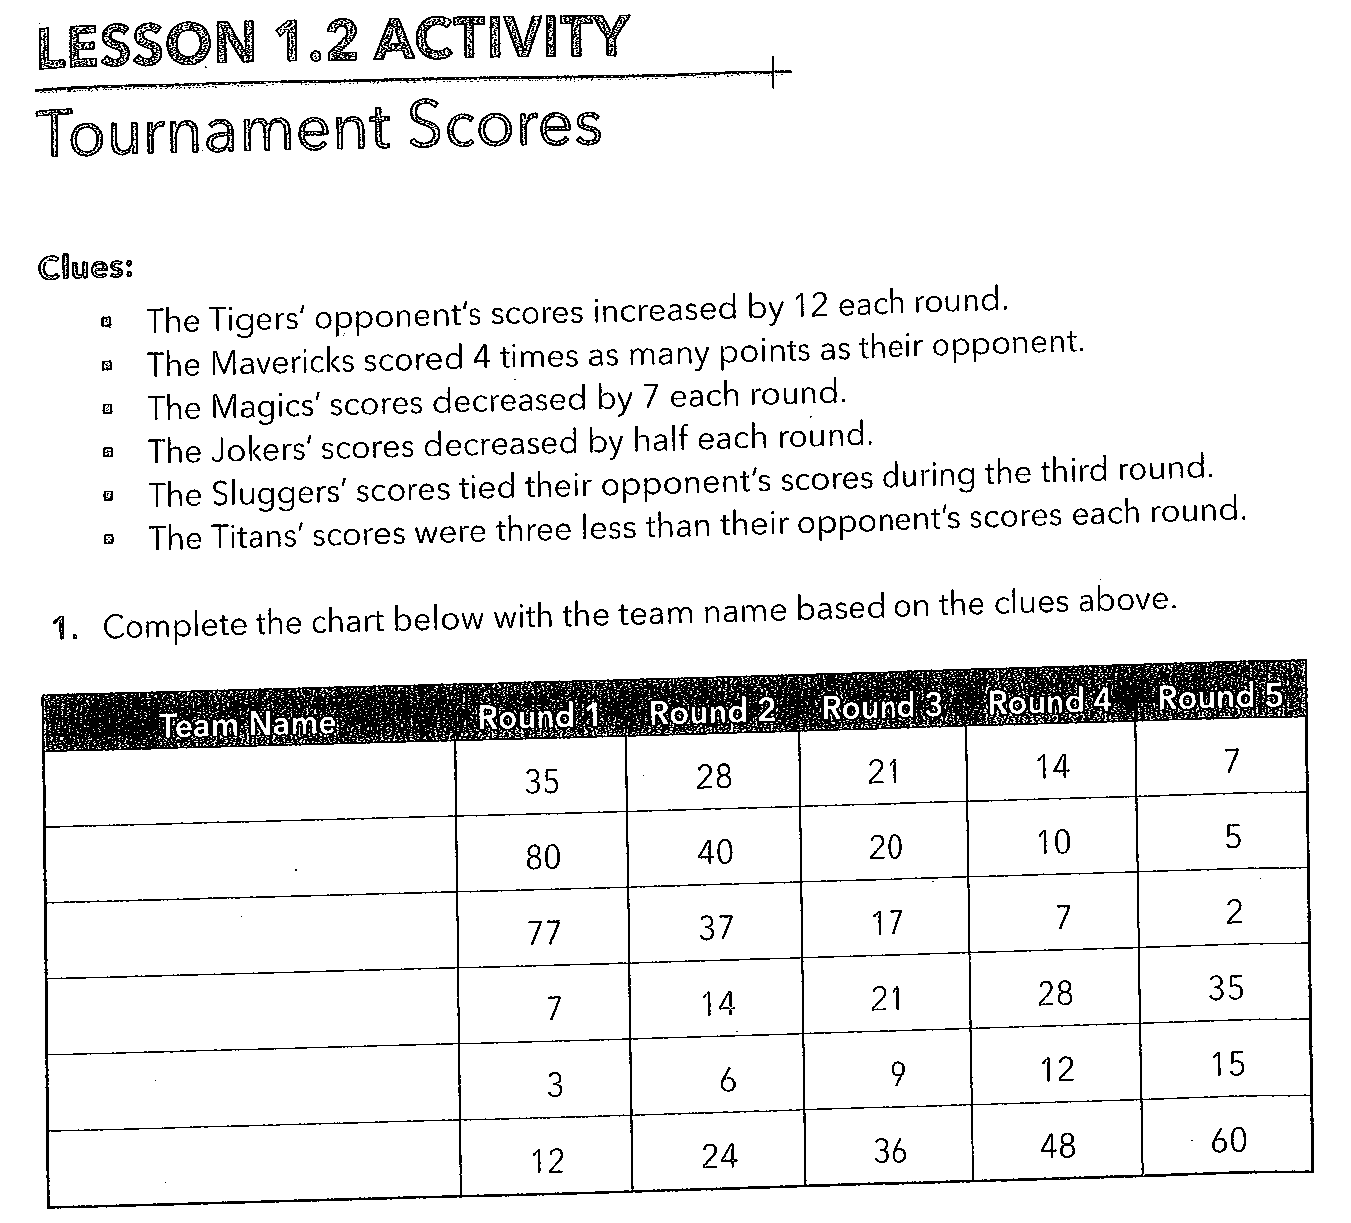 LESSON 1.2 ACTIVITY
Tournament Scores
Clues:
The Tigers' opponent's scores increased by 12 each round.
The Mavericks scored 4 times as many points as their opponent.
The Magics' scores decreased by 7 each round.
The Jokers' scores decreased by half each round.
The Sluggers' scores tied their opponent's scores during the third round.
The Titans' scores were three less than their opponent's scores each round.
1. Complete the chart below with the team name based on the clues above.
Team Name Round 1 Round 2 Round 3 Round 4 Round 5
35 28 21 14 7
80 40 20 10 5
77 37 17 7 2
7 14 21 28 35
3 6 9 12 15
12 24 36 48 60